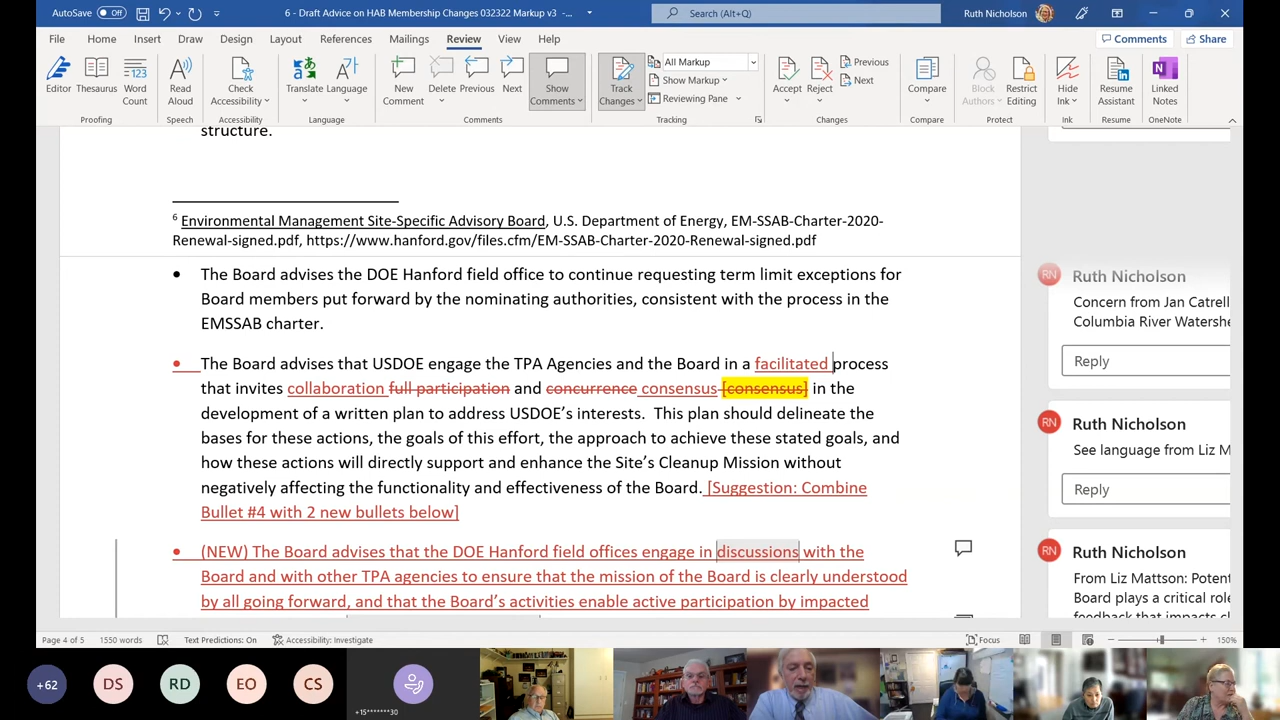 AutoSave Off 6 - Draft Advice on HAB Membership Changes 032322 Markup v3 -... Search (Alt+Q) Ruth Nicholson
File Home Insert Draw Design Layout References Mailings Review View Help Comments Share
Editor Thesaurus Word Count Read Aloud Check Accessibility Translate Language New Comment Delete Previous Next Show Comments Track Changes All Markup Show Markup Reviewing Pane Accept Reject Previous Next Compare Block Authors Restrict Editing Hide Ink Resume Assistant Linked Notes
Proofing Speech Accessibility Language Comments Tracking Changes Compare Protect Ink Resume OneNote
structure.
6 Environmental Management Site-Specific Advisory Board, U.S. Department of Energy, EM-SSAB-Charter-2020-
Renewal-signed.pdf, https://www.hanford.gov/files.cfm/EM-SSAB-Charter-2020-Renewal-signed.pdf
• The Board advises the DOE Hanford field office to continue requesting term limit exceptions for
Board members put forward by the nominating authorities, consistent with the process in the
EMSSAB charter.
• The Board advises that USDOE engage the TPA Agencies and the Board in a facilitated process
that invites collaboration full participation and concurrence consensus [consensus] in the
development of a written plan to address USDOE's interests. This plan should delineate the
bases for these actions, the goals of this effort, the approach to achieve these stated goals, and
how these actions will directly support and enhance the Site's Cleanup Mission without
negatively affecting the functionality and effectiveness of the Board. [Suggestion: Combine
Bullet #4 with 2 new bullets below]
• (NEW) The Board advises that the DOE Hanford field offices engage in discussions with the
Board and with other TPA agencies to ensure that the mission of the Board is clearly understood
by all going forward, and that the Board's activities enable active participation by impacted
RN Ruth Nicholson
Concern from Jan Catrell
Columbia River Watershe
Reply
RN Ruth Nicholson
See language from Liz M
Reply
RN Ruth Nicholson
From Liz Mattson: Potent
Board plays a critical role
feedback that impacts cl
Page 4 of 5 1550 words Text Predictions: On Accessibility: Investigate Focus 150%
+62 DS RD EO CS
+15*******30